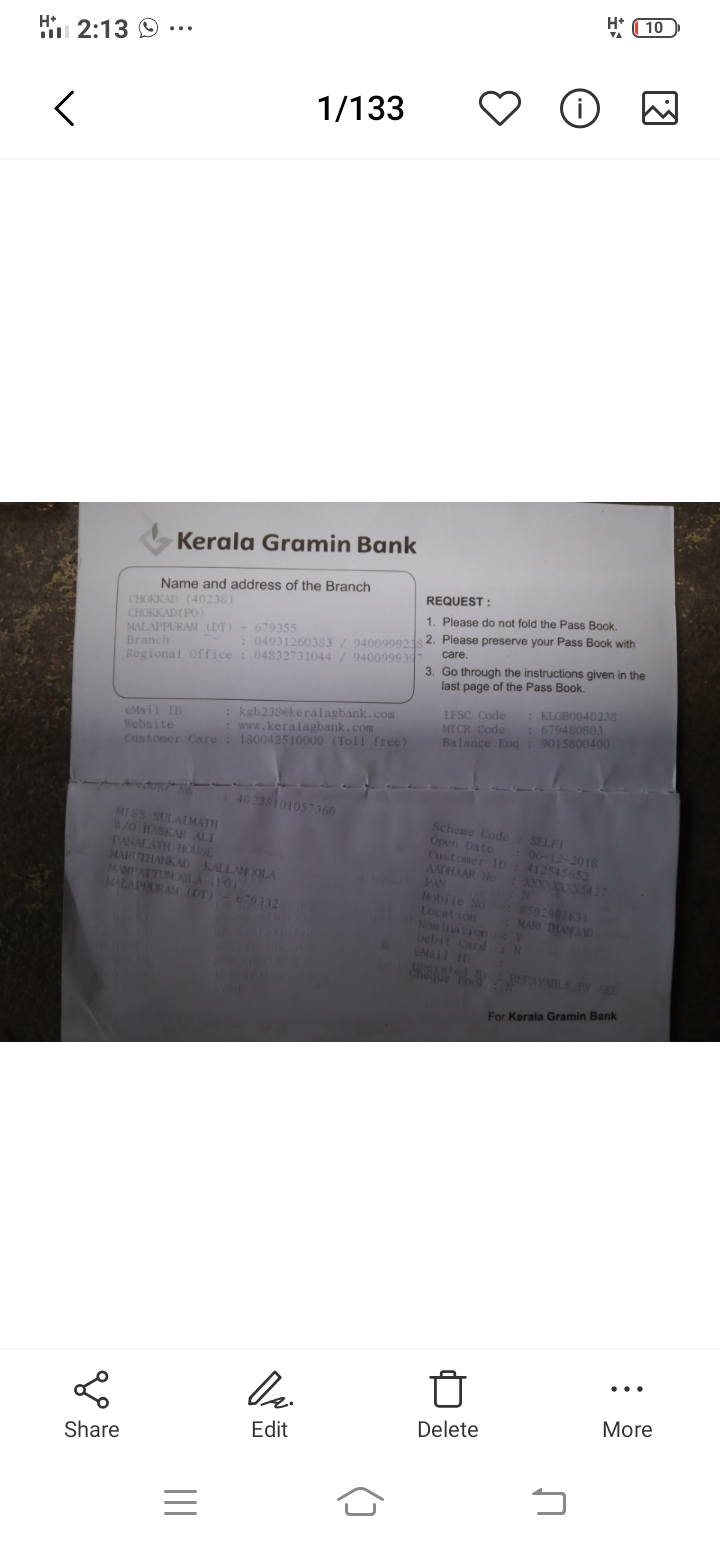 H+ 2:13 H+ 10
1/133
Kerala Gramin Bank
Name and address of the Branch
CHOKKAD (40238)
CHOKKAD(PO)
MALAPPURAM (DT) - 679355
Branch : 04931260383 / 9400999238
Regional Office : 04832731044 / 9400999397
REQUEST :
1. Please do not fold the Pass Book.
2. Please preserve your Pass Book with
care.
3. Go through the instructions given in the
last page of the Pass Book.
eMail ID : kgb238@keralagbank.com
Website : www.keralagbank.com
Customer Care : 180042510000 (Toll free)
IFSC Code : KLGB0040238
MICR Code : 679480803
Balance Enq : 9015800400
: 40238101057360
MISS SULAIMATH
W/O HASKAR ALI
PANALATH HOUSE
MARUTHANKAD KALLAMOOLA
MAMPATTUMOOLA (PO)
MALAPPURAM (DT) - 679332
Scheme Code : SELFI
Open Date : 06-12-2018
Customer ID : 412545652
AADHAAR No : XXXXXXXX5427
PAN : N
Mobile No :
Location : MARUTHANGAD
Nomination : Y
Debit Card : N
eMail ID :
Operated By : REPAYABLE BY SEL
Cheque Book : N
For Kerala Gramin Bank
Share
Edit
Delete
More